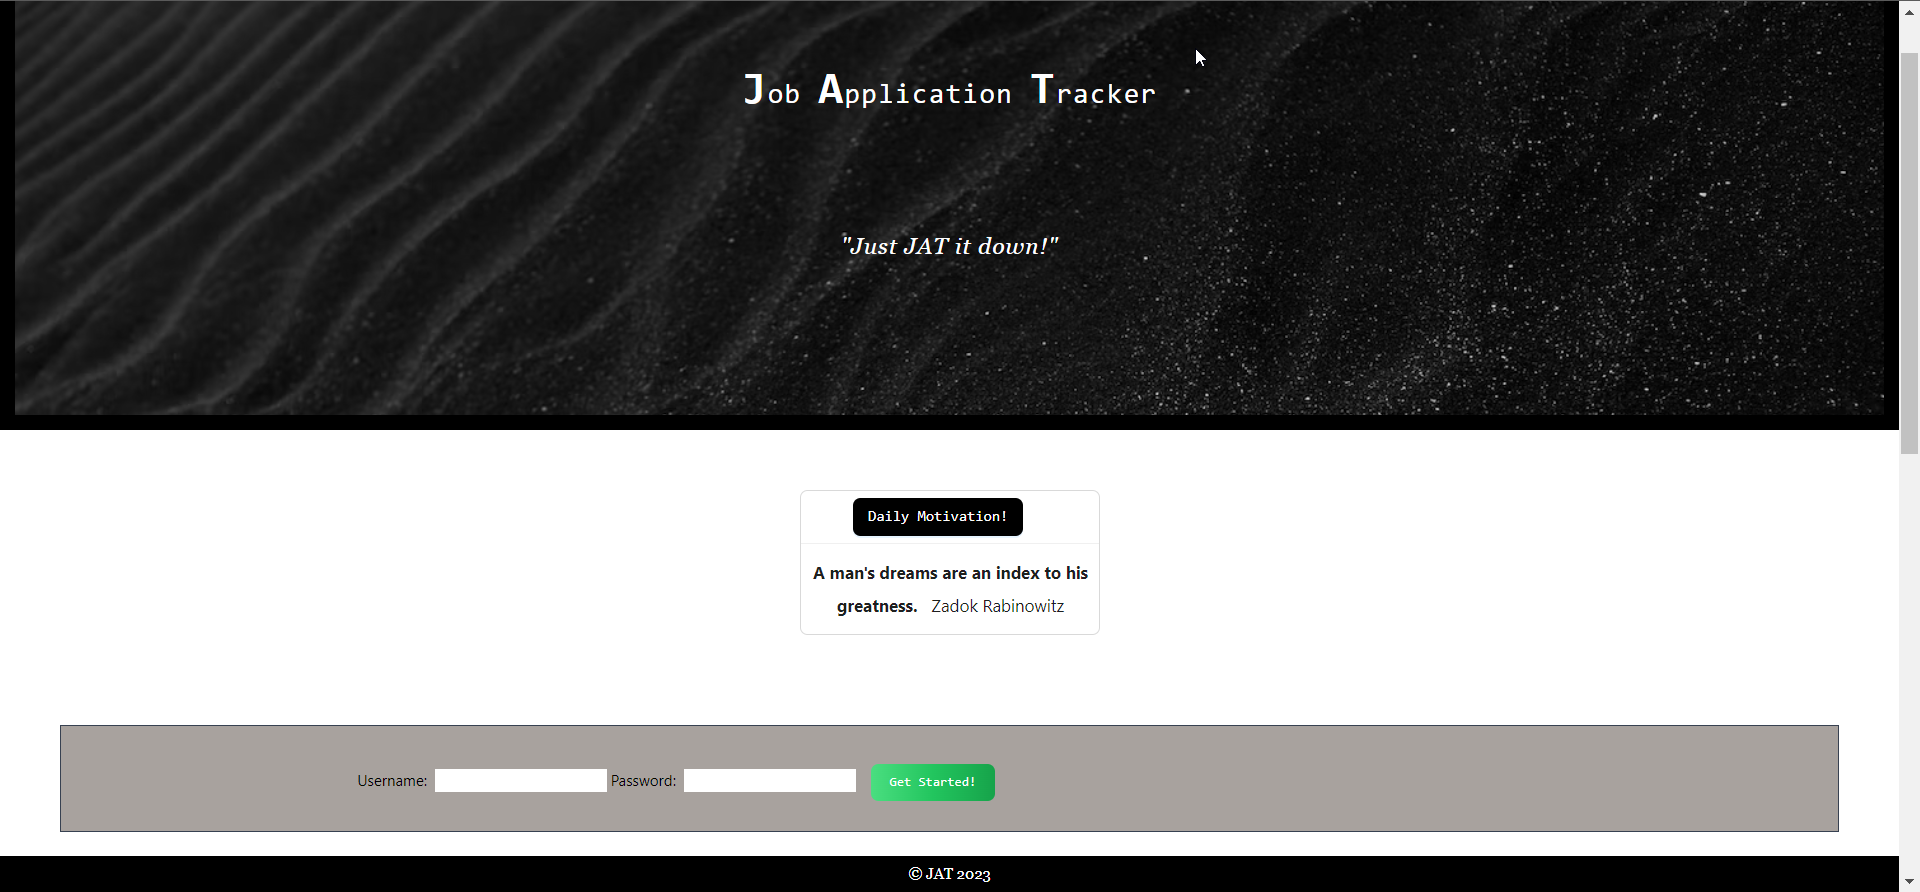 Job Application Tracker
"Just JAT it down!"
Daily Motivation!
A man's dreams are an index to his
greatness. Zadok Rabinowitz
Username: Password: Get Started!
© JAT 2023